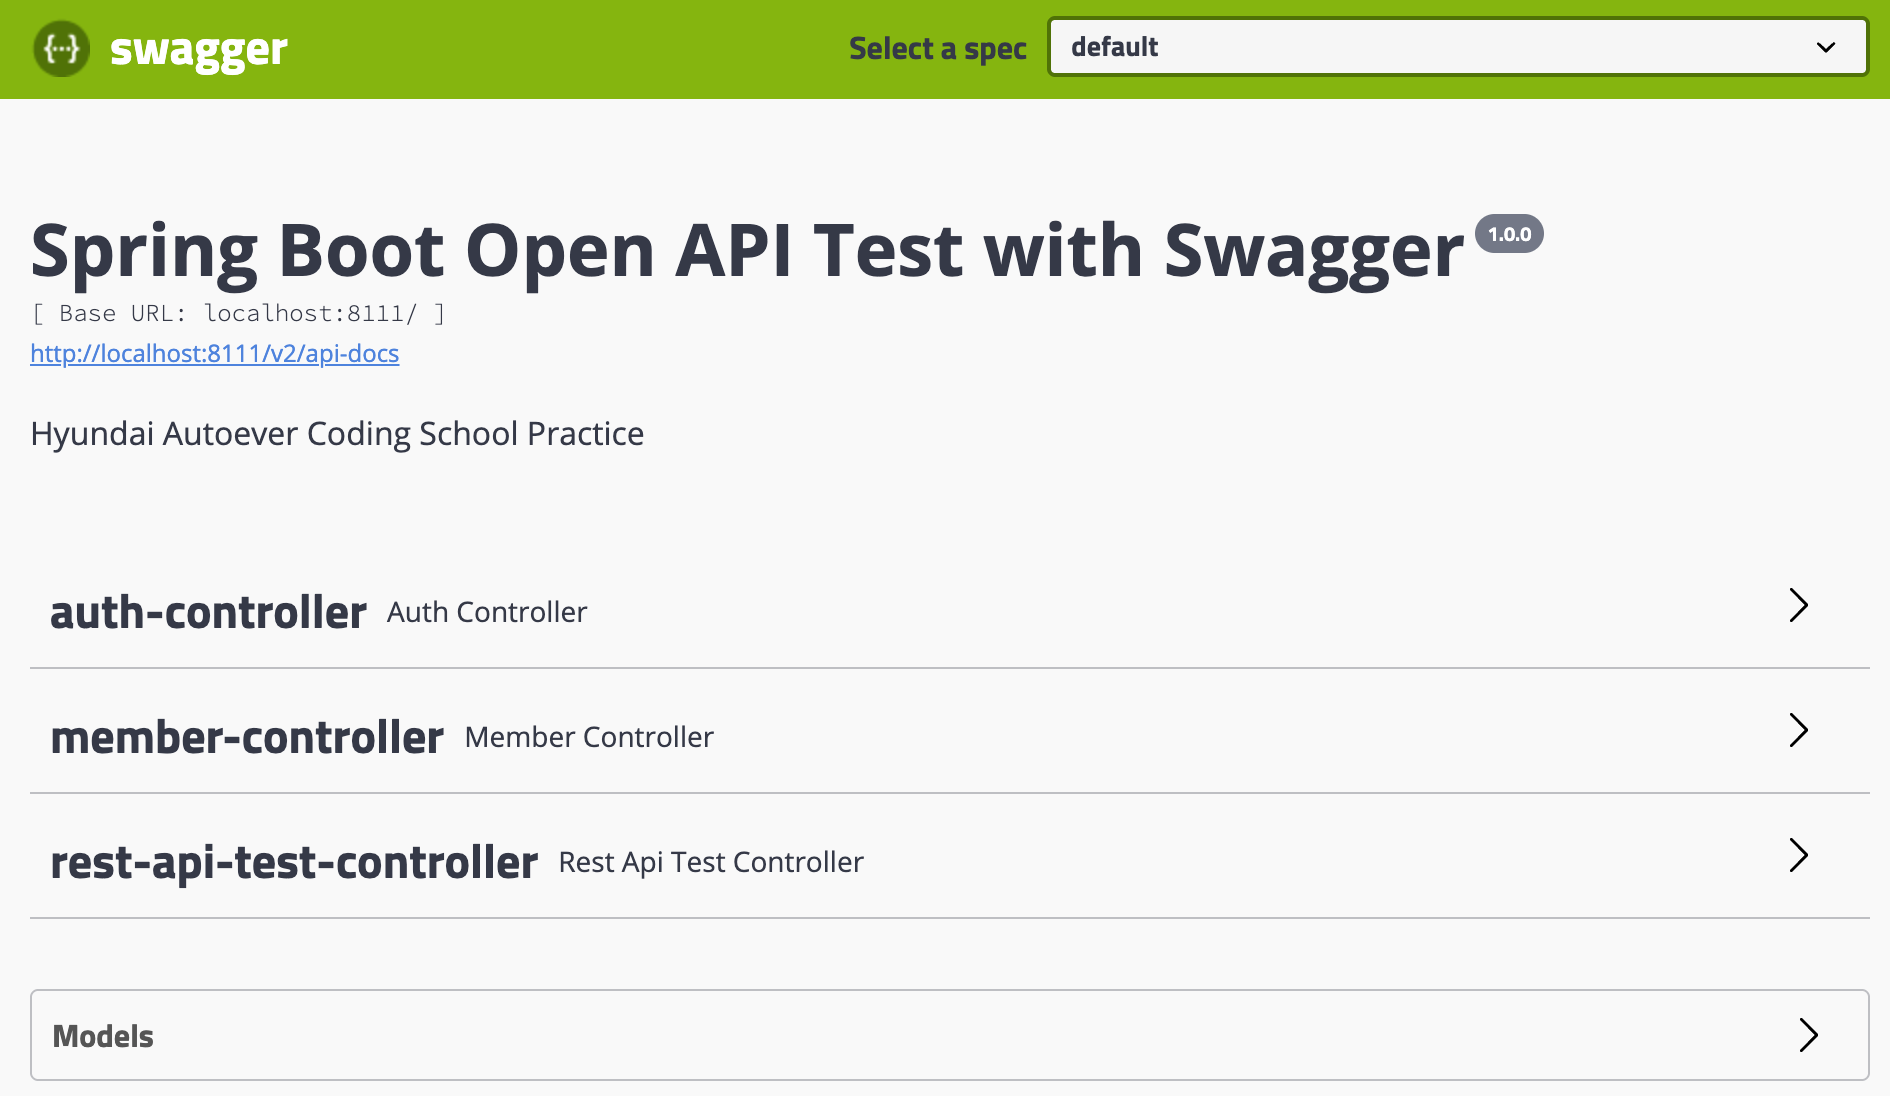 {···} swagger
Select a spec default
Spring Boot Open API Test with Swagger 1.0.0
[ Base URL: localhost:8111/ ]
http://localhost:8111/v2/api-docs
Hyundai Autoever Coding School Practice
auth-controller Auth Controller
member-controller Member Controller
rest-api-test-controller Rest Api Test Controller
Models